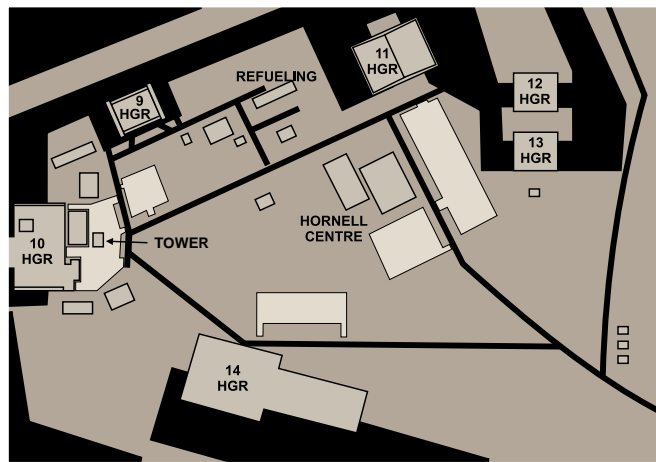 11
HGR
REFUELING
12
HGR
9
HGR
13
HGR
HORNELL
CENTRE
TOWER
10
HGR
14
HGR